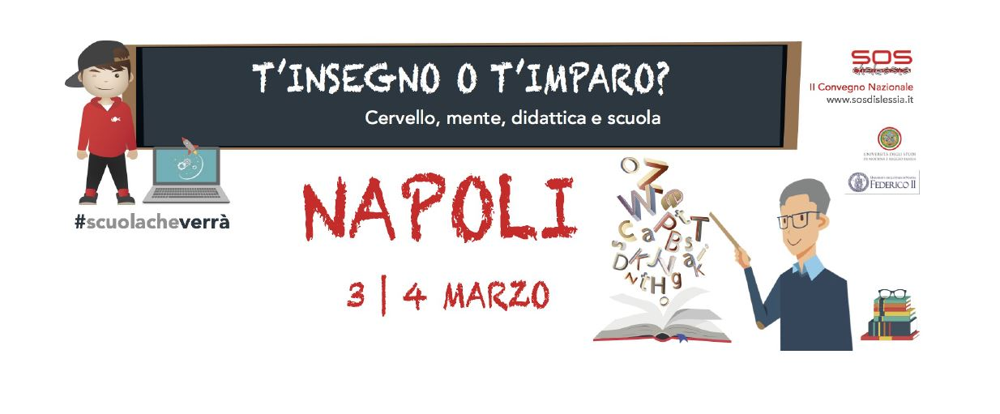 T'INSEGNO O T'IMPARO?
Cervello, mente, didattica e scuola
SOS
dislessia
II Convegno Nazionale
www.sosdislessia.it
UNIVERSITÀ DEGLI STUDI
DI MODENA E REGGIO EMILIA
FEDERICO II
#scuolacheverrà
NAPOLI
3 | 4 MARZO